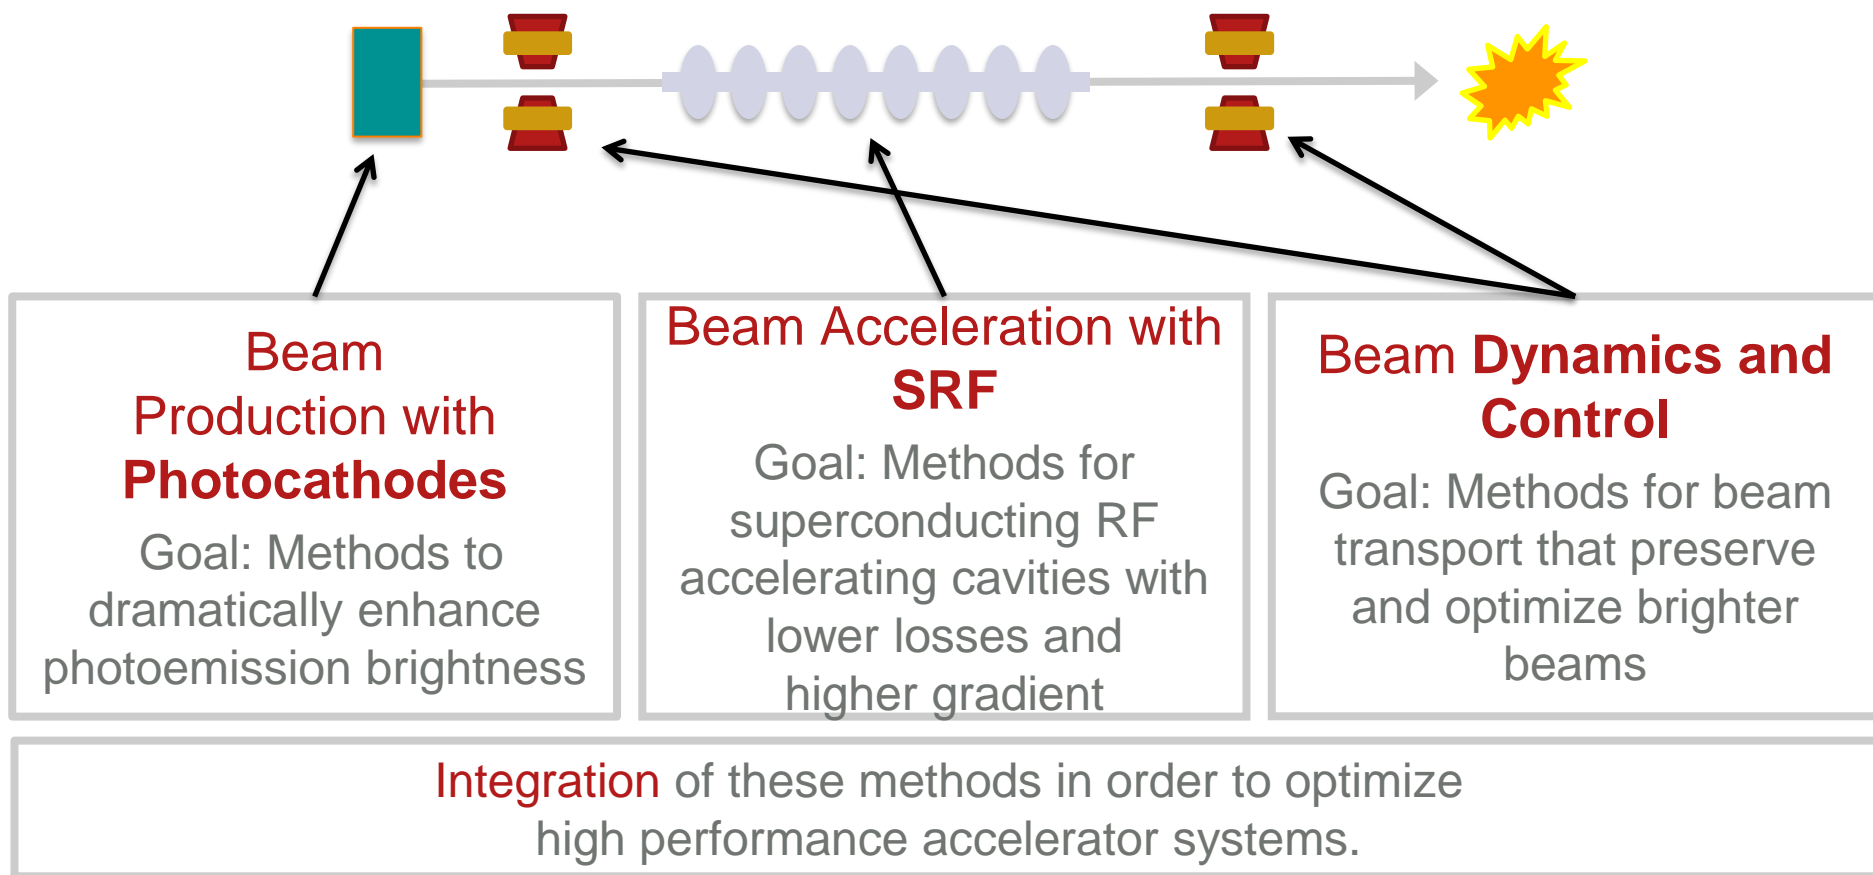 Beam
Production with
Photocathodes
Goal: Methods to
dramatically enhance
photoemission brightness
Beam Acceleration with
SRF
Goal: Methods for
superconducting RF
accelerating cavities with
lower losses and
higher gradient
Beam Dynamics and
Control
Goal: Methods for beam
transport that preserve
and optimize brighter
beams
Integration of these methods in order to optimize
high performance accelerator systems.